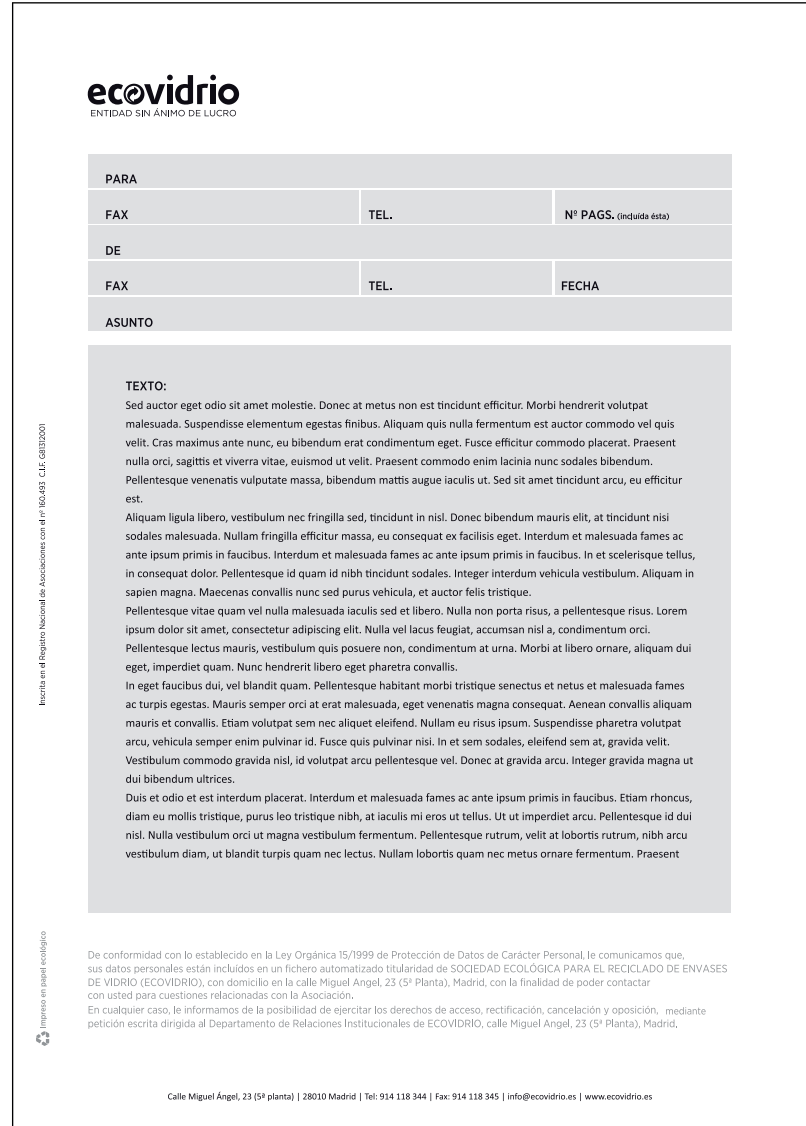 ecovidrio
ENTIDAD SIN ÁNIMO DE LUCRO
PARA
FAX TEL. Nº PAGS. (incluída ésta)
DE
FAX TEL. FECHA
ASUNTO
TEXTO:
Sed auctor eget odio sit amet molestie. Donec at metus non est tincidunt efficitur. Morbi hendrerit volutpat
malesuada. Suspendisse elementum egestas finibus. Aliquam quis nulla fermentum est auctor commodo vel quis
velit. Cras maximus ante nunc, eu bibendum erat condimentum eget. Fusce efficitur commodo placerat. Praesent
nulla orci, sagittis et viverra vitae, euismod ut velit. Praesent commodo enim lacinia nunc sodales bibendum.
Pellentesque venenatis vulputate massa, bibendum mattis augue iaculis ut. Sed sit amet tincidunt arcu, eu efficitur
est.
Aliquam ligula libero, vestibulum nec fringilla sed, tincidunt in nisl. Donec bibendum mauris elit, at tincidunt nisi
sodales malesuada. Nullam fringilla efficitur massa, eu consequat ex facilisis eget. Interdum et malesuada fames ac
ante ipsum primis in faucibus. Interdum et malesuada fames ac ante ipsum primis in faucibus. In et scelerisque tellus,
in consequat dolor. Pellentesque id quam id nibh tincidunt sodales. Integer interdum vehicula vestibulum. Aliquam in
sapien magna. Maecenas convallis nunc sed purus vehicula, et auctor felis tristique.
Pellentesque vitae quam vel nulla malesuada iaculis sed et libero. Nulla non porta risus, a pellentesque risus. Lorem
ipsum dolor sit amet, consectetur adipiscing elit. Nulla vel lacus feugiat, accumsan nisl a, condimentum orci.
Pellentesque lectus mauris, vestibulum quis posuere non, condimentum at urna. Morbi at libero ornare, aliquam dui
eget, imperdiet quam. Nunc hendrerit libero eget pharetra convallis.
In eget faucibus dui, vel blandit quam. Pellentesque habitant morbi tristique senectus et netus et malesuada fames
ac turpis egestas. Mauris semper orci at erat malesuada, eget venenatis magna consequat. Aenean convallis aliquam
mauris et convallis. Etiam volutpat sem nec aliquet eleifend. Nullam eu risus ipsum. Suspendisse pharetra volutpat
arcu, vehicula semper enim pulvinar id. Fusce quis pulvinar nisi. In et sem sodales, eleifend sem at, gravida velit.
Vestibulum commodo gravida nisl, id volutpat arcu pellentesque vel. Donec at gravida arcu. Integer gravida magna ut
dui bibendum ultrices.
Duis et odio et est interdum placerat. Interdum et malesuada fames ac ante ipsum primis in faucibus. Etiam rhoncus,
diam eu mollis tristique, purus leo tristique nibh, at iaculis mi eros ut tellus. Ut ut imperdiet arcu. Pellentesque id dui
nisl. Nulla vestibulum orci ut magna vestibulum fermentum. Pellentesque rutrum, velit at lobortis rutrum, nibh arcu
vestibulum diam, ut blandit turpis quam nec lectus. Nullam lobortis quam nec metus ornare fermentum. Praesent
Inscrita en el Registro Nacional de Asociaciones con el nº 160,493 C.I.F. G81312001
Impreso en papel ecológico
De conformidad con lo establecido en la Ley Orgánica 15/1999 de Protección de Datos de Carácter Personal, le comunicamos que,
sus datos personales están incluídos en un fichero automatizado titularidad de SOCIEDAD ECOLÓGICA PARA EL RECICLADO DE ENVASES
DE VIDRIO (ECOVIDRIO), con domicilio en la calle Miguel Angel, 23 (5ª Planta), Madrid, con la finalidad de poder contactar
con usted para cuestiones relacionadas con la Asociación.
En cualquier caso, le informamos de la posibilidad de ejercitar los derechos de acceso, rectificación, cancelación y oposición, mediante
petición escrita dirigida al Departamento de Relaciones Institucionales de ECOVIDRIO, calle Miguel Angel, 23 (5ª Planta), Madrid.
Calle Miguel Ángel, 23 (5ª planta) | 28010 Madrid | Tel: 914 118 344 | Fax: 914 118 345 | info@ecovidrio.es | www.ecovidrio.es